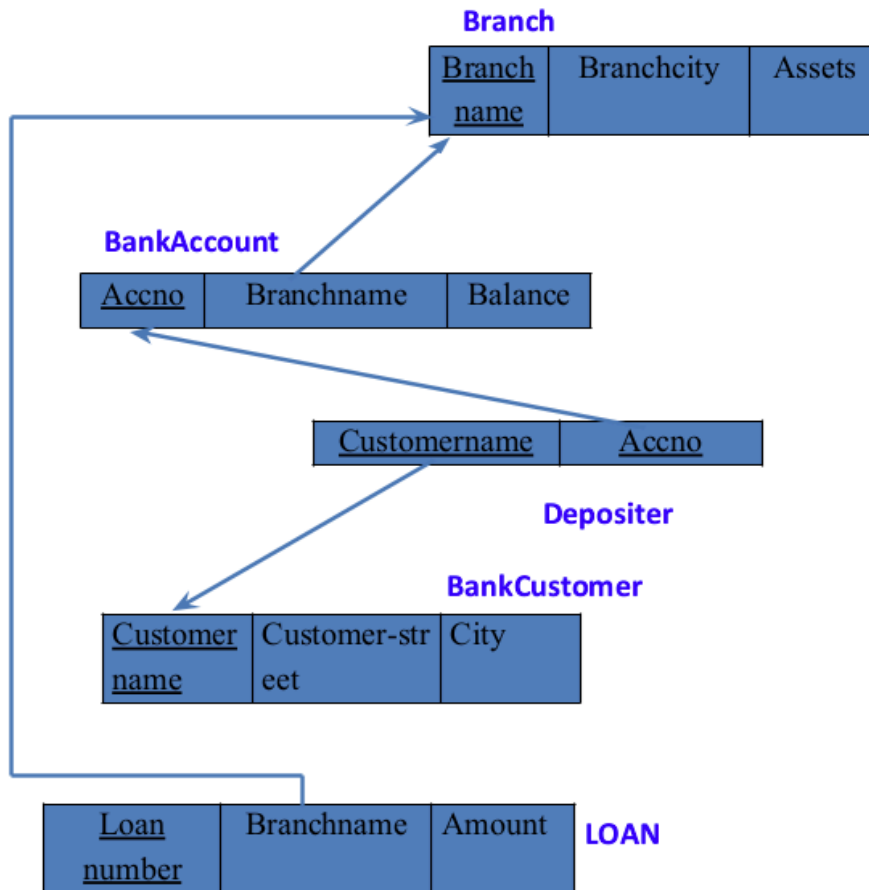 Branch
Branch Branchcity Assets
name
BankAccount
Accno Branchname Balance
Customername Accno
Depositer
BankCustomer
Customer Customer-str City
name eet
Loan Branchname Amount
number
LOAN